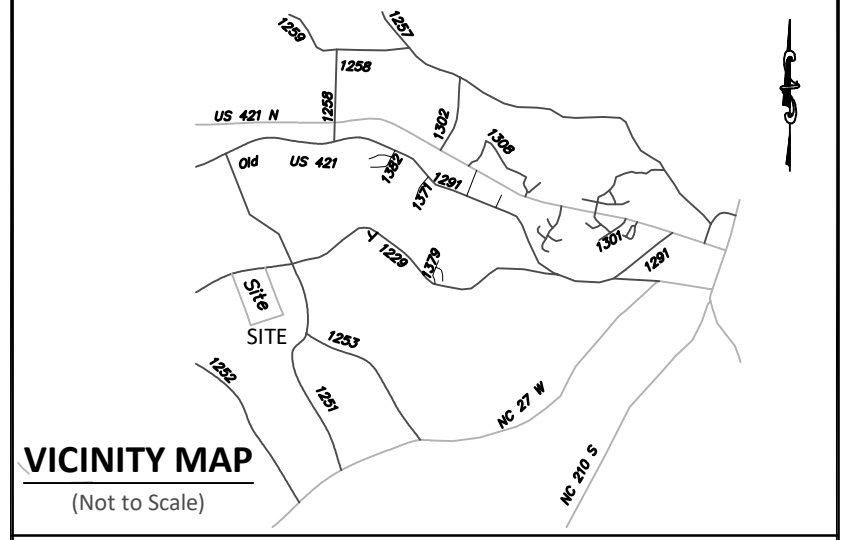 1259
1257
1258
1258
US 421 N
1302
1308
Old US 421
1382
1371
1291
1229
1379
1301
1291
Site
SITE
1253
1252
1251
NC 27 W
NC 210 S
VICINITY MAP
(Not to Scale)